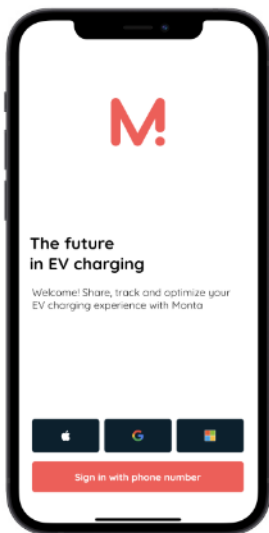 M!
The future
in EV charging
Welcome! Share, track and optimize your
EV charging experience with Monta
G
Sign in with phone number